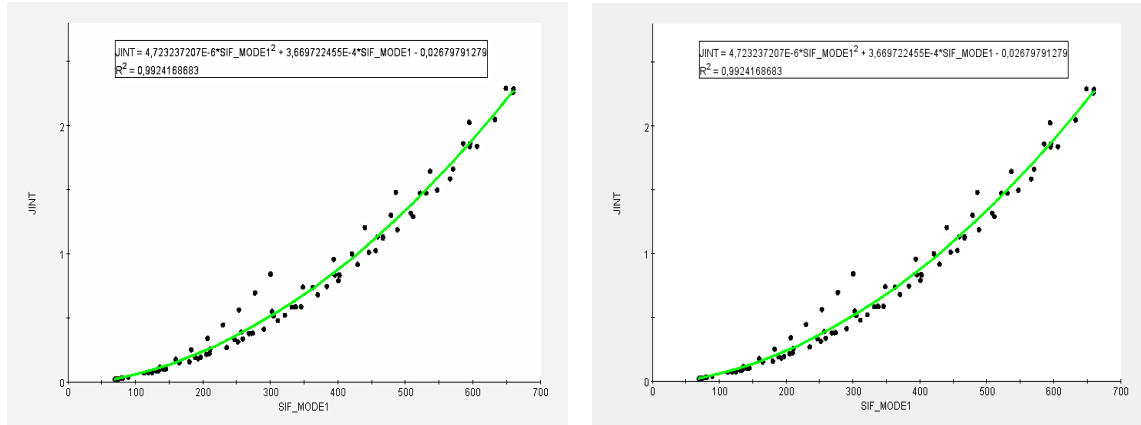 JINT = 4,723237207E-6*SIF_MODE1² + 3,669722455E-4*SIF_MODE1 - 0,02679791279
R² = 0,9924168683
2
1
0
JINT
0 100 200 300 400 500 600 700
SIF_MODE1
JINT = 4,723237207E-6*SIF_MODE1² + 3,669722455E-4*SIF_MODE1 - 0,02679791279
R² = 0,9924168683
2
1
0
JINT
0 100 200 300 400 500 600 700
SIF_MODE1